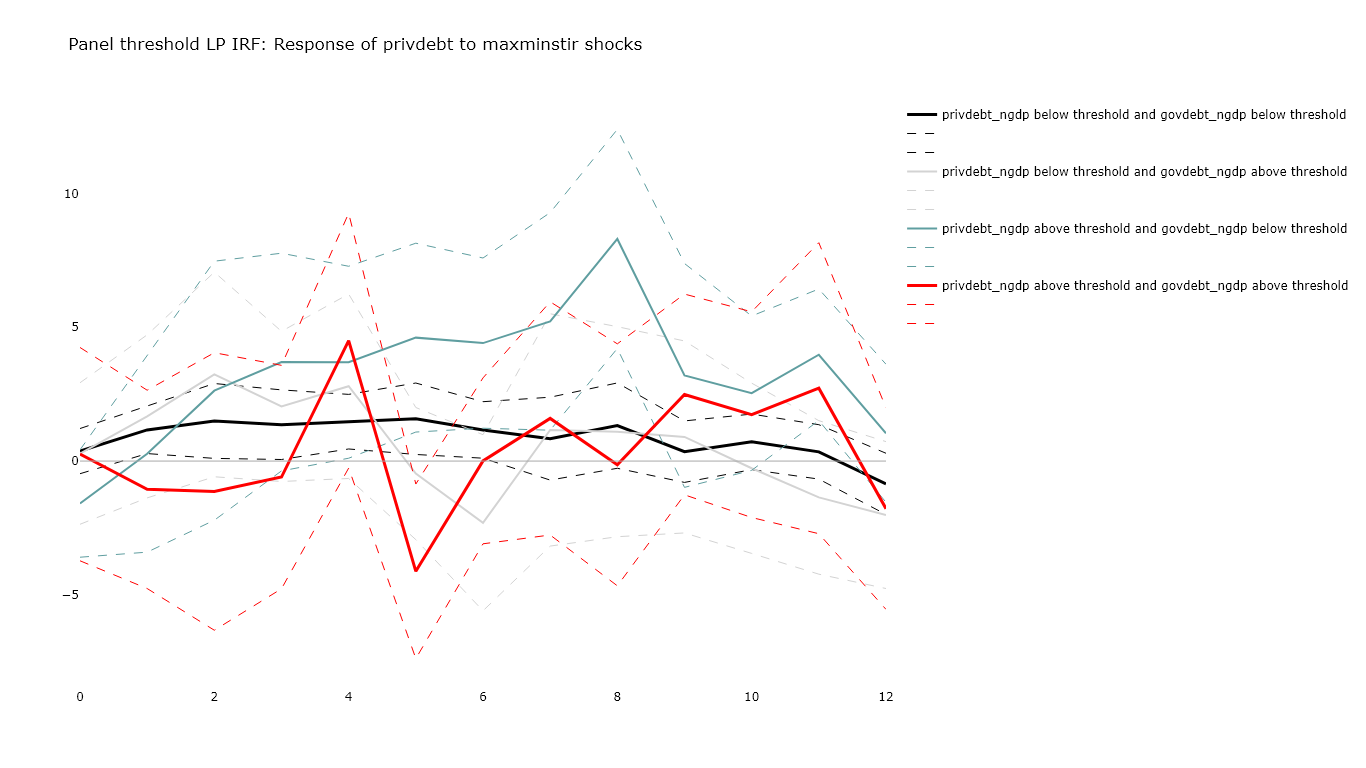 Panel threshold LP IRF: Response of privdebt to maxminstir shocks
privdebt_ngdp below threshold and govdebt_ngdp below threshold
privdebt_ngdp below threshold and govdebt_ngdp above threshold
privdebt_ngdp above threshold and govdebt_ngdp below threshold
privdebt_ngdp above threshold and govdebt_ngdp above threshold
10
5
0
−5
0 2 4 6 8 10 12